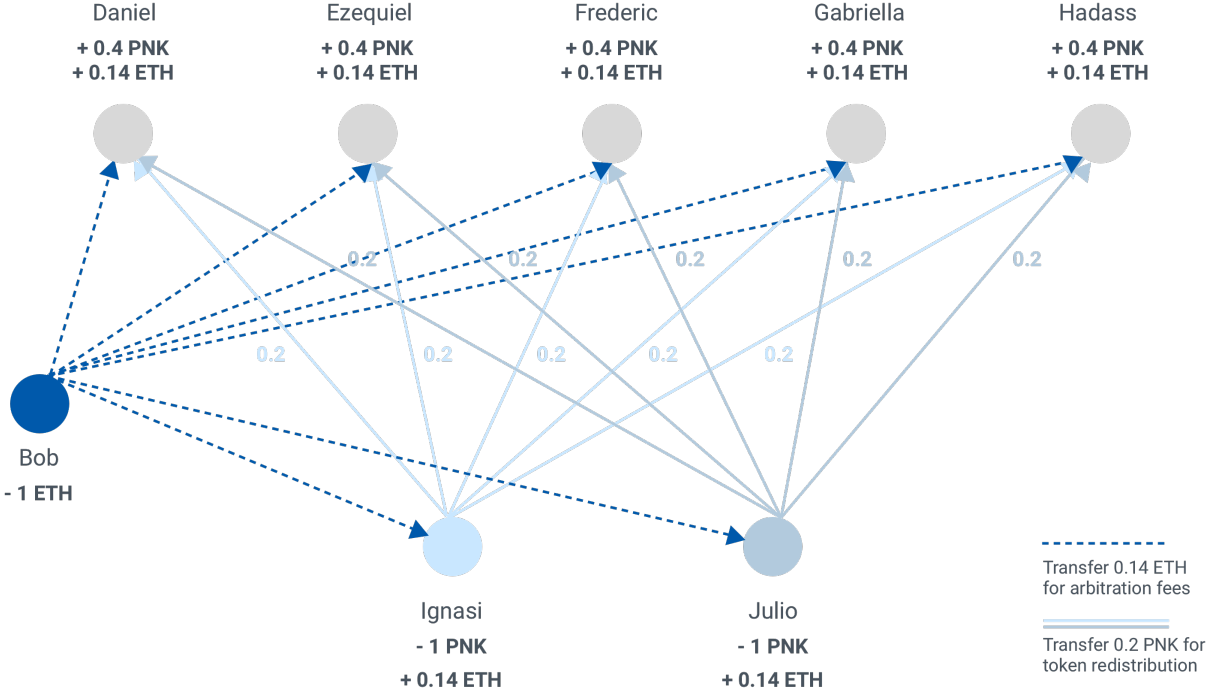 Daniel Ezequiel Frederic Gabriella Hadass
+ 0.4 PNK + 0.4 PNK + 0.4 PNK + 0.4 PNK + 0.4 PNK
+ 0.14 ETH + 0.14 ETH + 0.14 ETH + 0.14 ETH + 0.14 ETH
0.2 0.2 0.2 0.2 0.2
0.2 0.2 0.2 0.2 0.2
Bob
- 1 ETH
Transfer 0.14 ETH
for arbitration fees
Ignasi Julio
- 1 PNK - 1 PNK
+ 0.14 ETH + 0.14 ETH
Transfer 0.2 PNK for
token redistribution